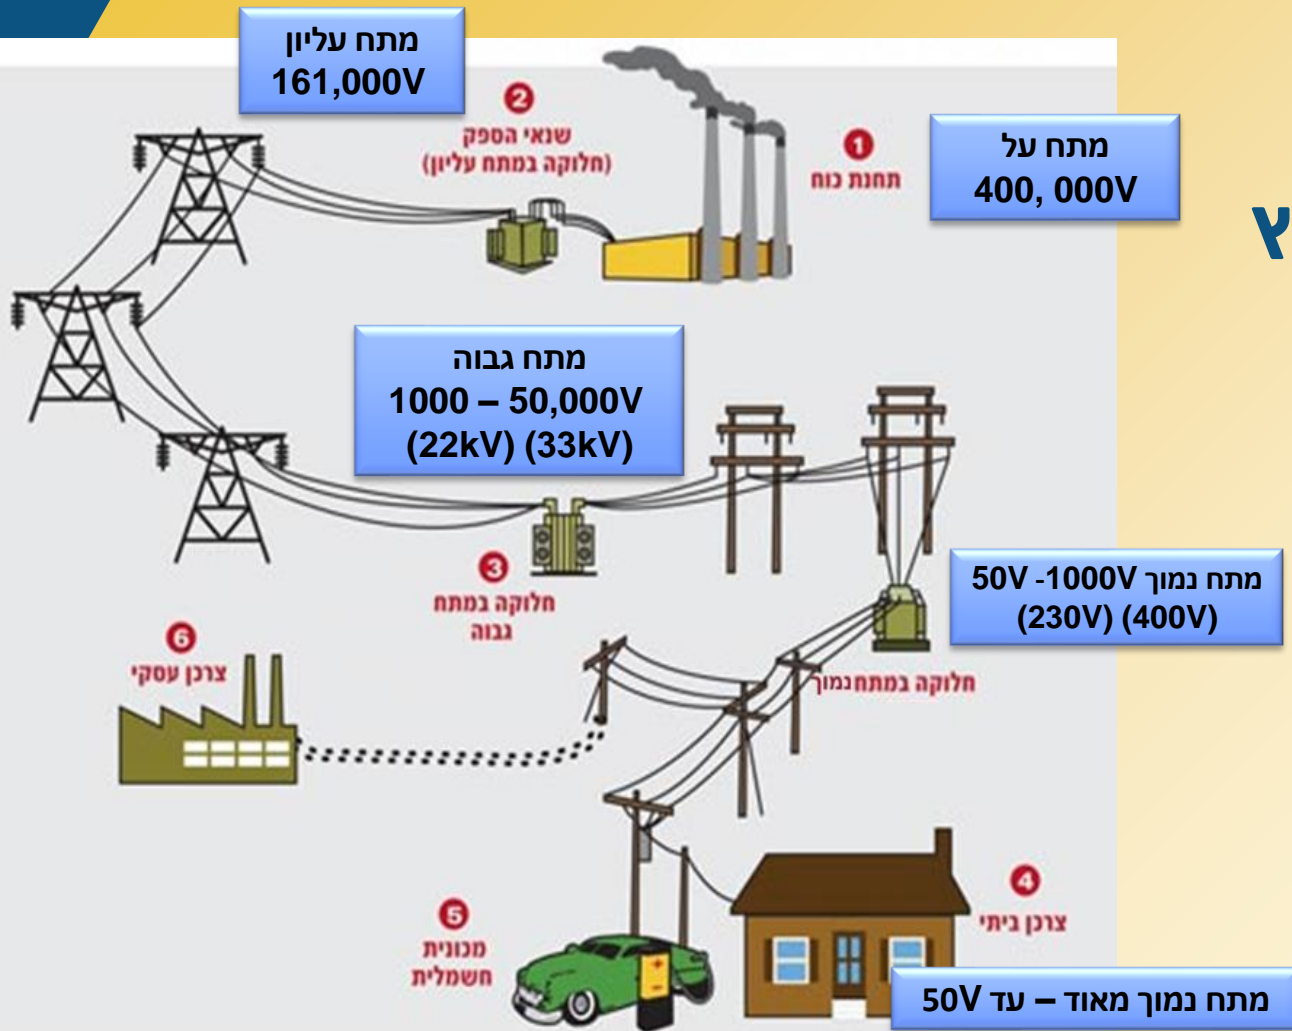 מתח עליון
161,000V
2
שנאי הספק
(חלוקה במתח עליון)
1
תחנת כוח
מתח על
400, 000V
ץ
מתח גבוה
1000 – 50,000V
(22kV) (33kV)
3
חלוקה במתח
גבוה
מתח נמוך 50V -1000V
(230V) (400V)
חלוקה במתח נמוך
6
צרכן עסקי
5
מכונית
חשמלית
4
צרכן ביתי
מתח נמוך מאוד – עד 50V